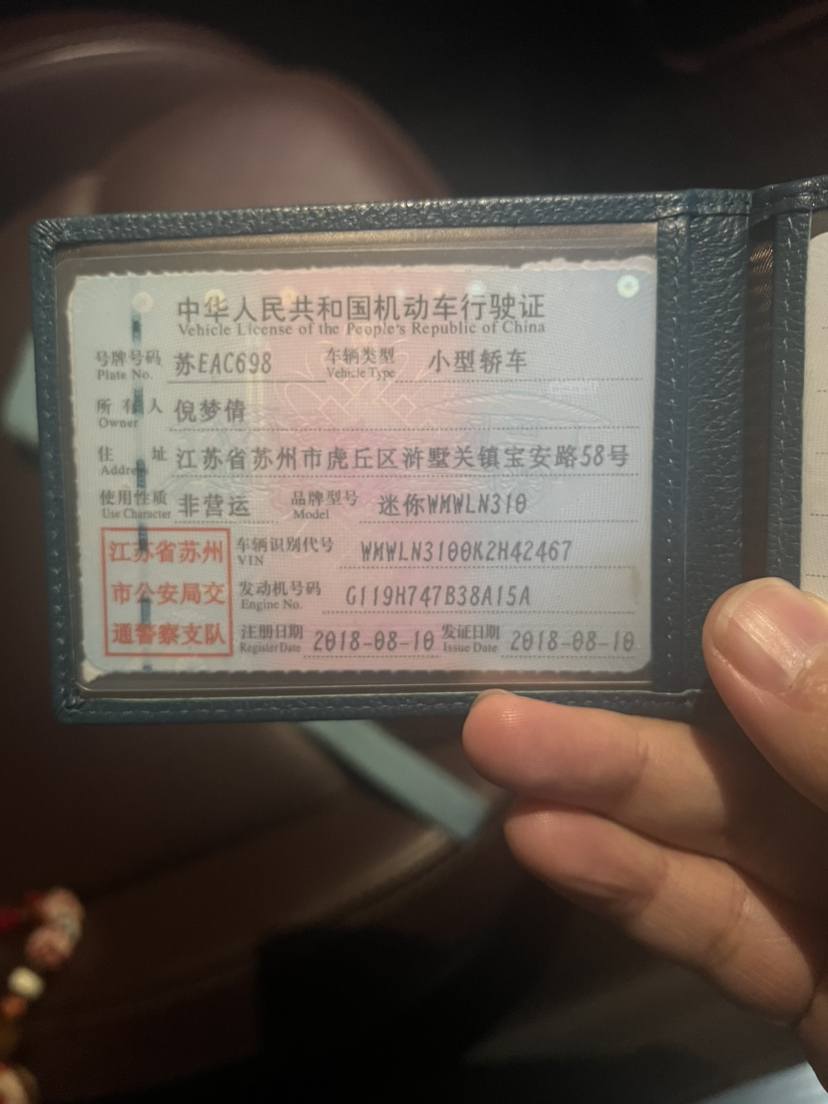 中华人民共和国机动车行驶证
Vehicle License of the People's Republic of China
号牌号码 苏EAC698 车辆类型 小型轿车
Plate No. Vehicle Type
所有人 倪梦倩
Owner
住址 江苏省苏州市虎丘区浒墅关镇宝安路58号
Address
使用性质 非营运 品牌型号 迷你WMWLN310
Use Character Model
江苏省苏州
市公安局交
通警察支队
车辆识别代号 WMWLN3100K2H42467
VIN
发动机号码 G119H747B38A15A
Engine No.
注册日期 2018-08-10 发证日期 2018-08-10
Register Date Issue Date